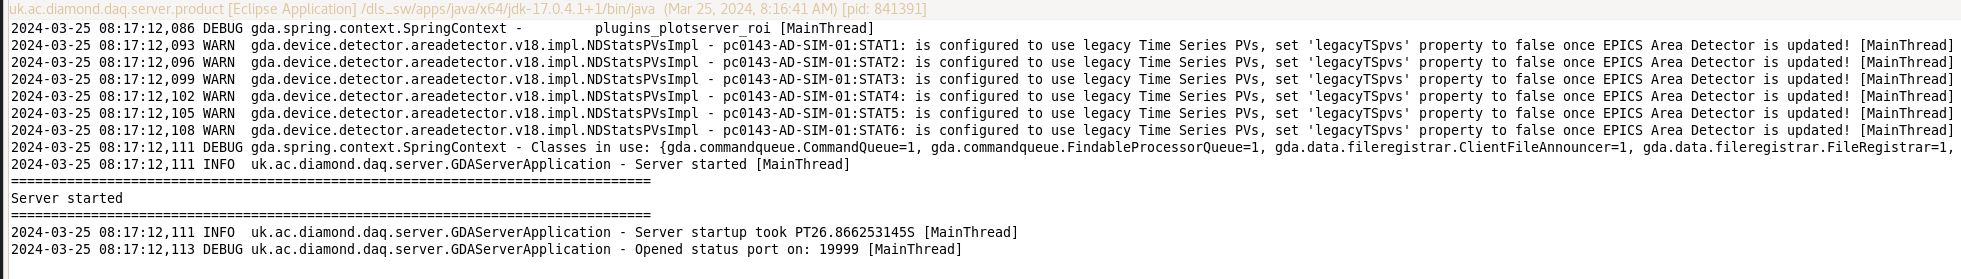 uk.ac.diamond.daq.server.product [Eclipse Application] /dls_sw/apps/java/x64/jdk-17.0.4.1+1/bin/java (Mar 25, 2024, 8:16:41 AM) [pid: 841391]
2024-03-25 08:17:12,086 DEBUG gda.spring.context.SpringContext -         plugins_plotserver_roi [MainThread]
2024-03-25 08:17:12,093 WARN  gda.device.detector.areadetector.v18.impl.NDStatsPVsImpl - pc0143-AD-SIM-01:STAT1: is configured to use legacy Time Series PVs, set 'legacyTSpvs' property to false once EPICS Area Detector is updated! [MainThread]
2024-03-25 08:17:12,096 WARN  gda.device.detector.areadetector.v18.impl.NDStatsPVsImpl - pc0143-AD-SIM-01:STAT2: is configured to use legacy Time Series PVs, set 'legacyTSpvs' property to false once EPICS Area Detector is updated! [MainThread]
2024-03-25 08:17:12,099 WARN  gda.device.detector.areadetector.v18.impl.NDStatsPVsImpl - pc0143-AD-SIM-01:STAT3: is configured to use legacy Time Series PVs, set 'legacyTSpvs' property to false once EPICS Area Detector is updated! [MainThread]
2024-03-25 08:17:12,102 WARN  gda.device.detector.areadetector.v18.impl.NDStatsPVsImpl - pc0143-AD-SIM-01:STAT4: is configured to use legacy Time Series PVs, set 'legacyTSpvs' property to false once EPICS Area Detector is updated! [MainThread]
2024-03-25 08:17:12,105 WARN  gda.device.detector.areadetector.v18.impl.NDStatsPVsImpl - pc0143-AD-SIM-01:STAT5: is configured to use legacy Time Series PVs, set 'legacyTSpvs' property to false once EPICS Area Detector is updated! [MainThread]
2024-03-25 08:17:12,108 WARN  gda.device.detector.areadetector.v18.impl.NDStatsPVsImpl - pc0143-AD-SIM-01:STAT6: is configured to use legacy Time Series PVs, set 'legacyTSpvs' property to false once EPICS Area Detector is updated! [MainThread]
2024-03-25 08:17:12,111 DEBUG gda.spring.context.SpringContext - Classes in use: {gda.commandqueue.CommandQueue=1, gda.commandqueue.FindableProcessorQueue=1, gda.data.fileregistrar.ClientFileAnnouncer=1, gda.data.fileregistrar.FileRegistrar=1,
2024-03-25 08:17:12,111 INFO  uk.ac.diamond.daq.server.GDAServerApplication - Server started [MainThread]
================================================================================
Server started
================================================================================
2024-03-25 08:17:12,111 INFO  uk.ac.diamond.daq.server.GDAServerApplication - Server startup took PT26.866253145S [MainThread]
2024-03-25 08:17:12,113 DEBUG uk.ac.diamond.daq.server.GDAServerApplication - Opened status port on: 19999 [MainThread]